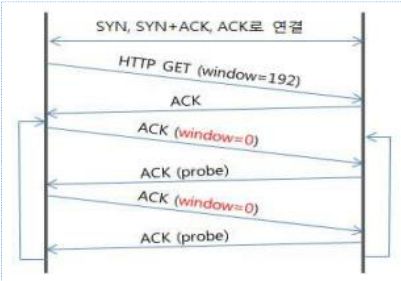 SYN, SYN+ACK, ACK로 연결
HTTP GET (window=192)
ACK
ACK (window=0)
ACK (probe)
ACK (window=0)
ACK (probe)